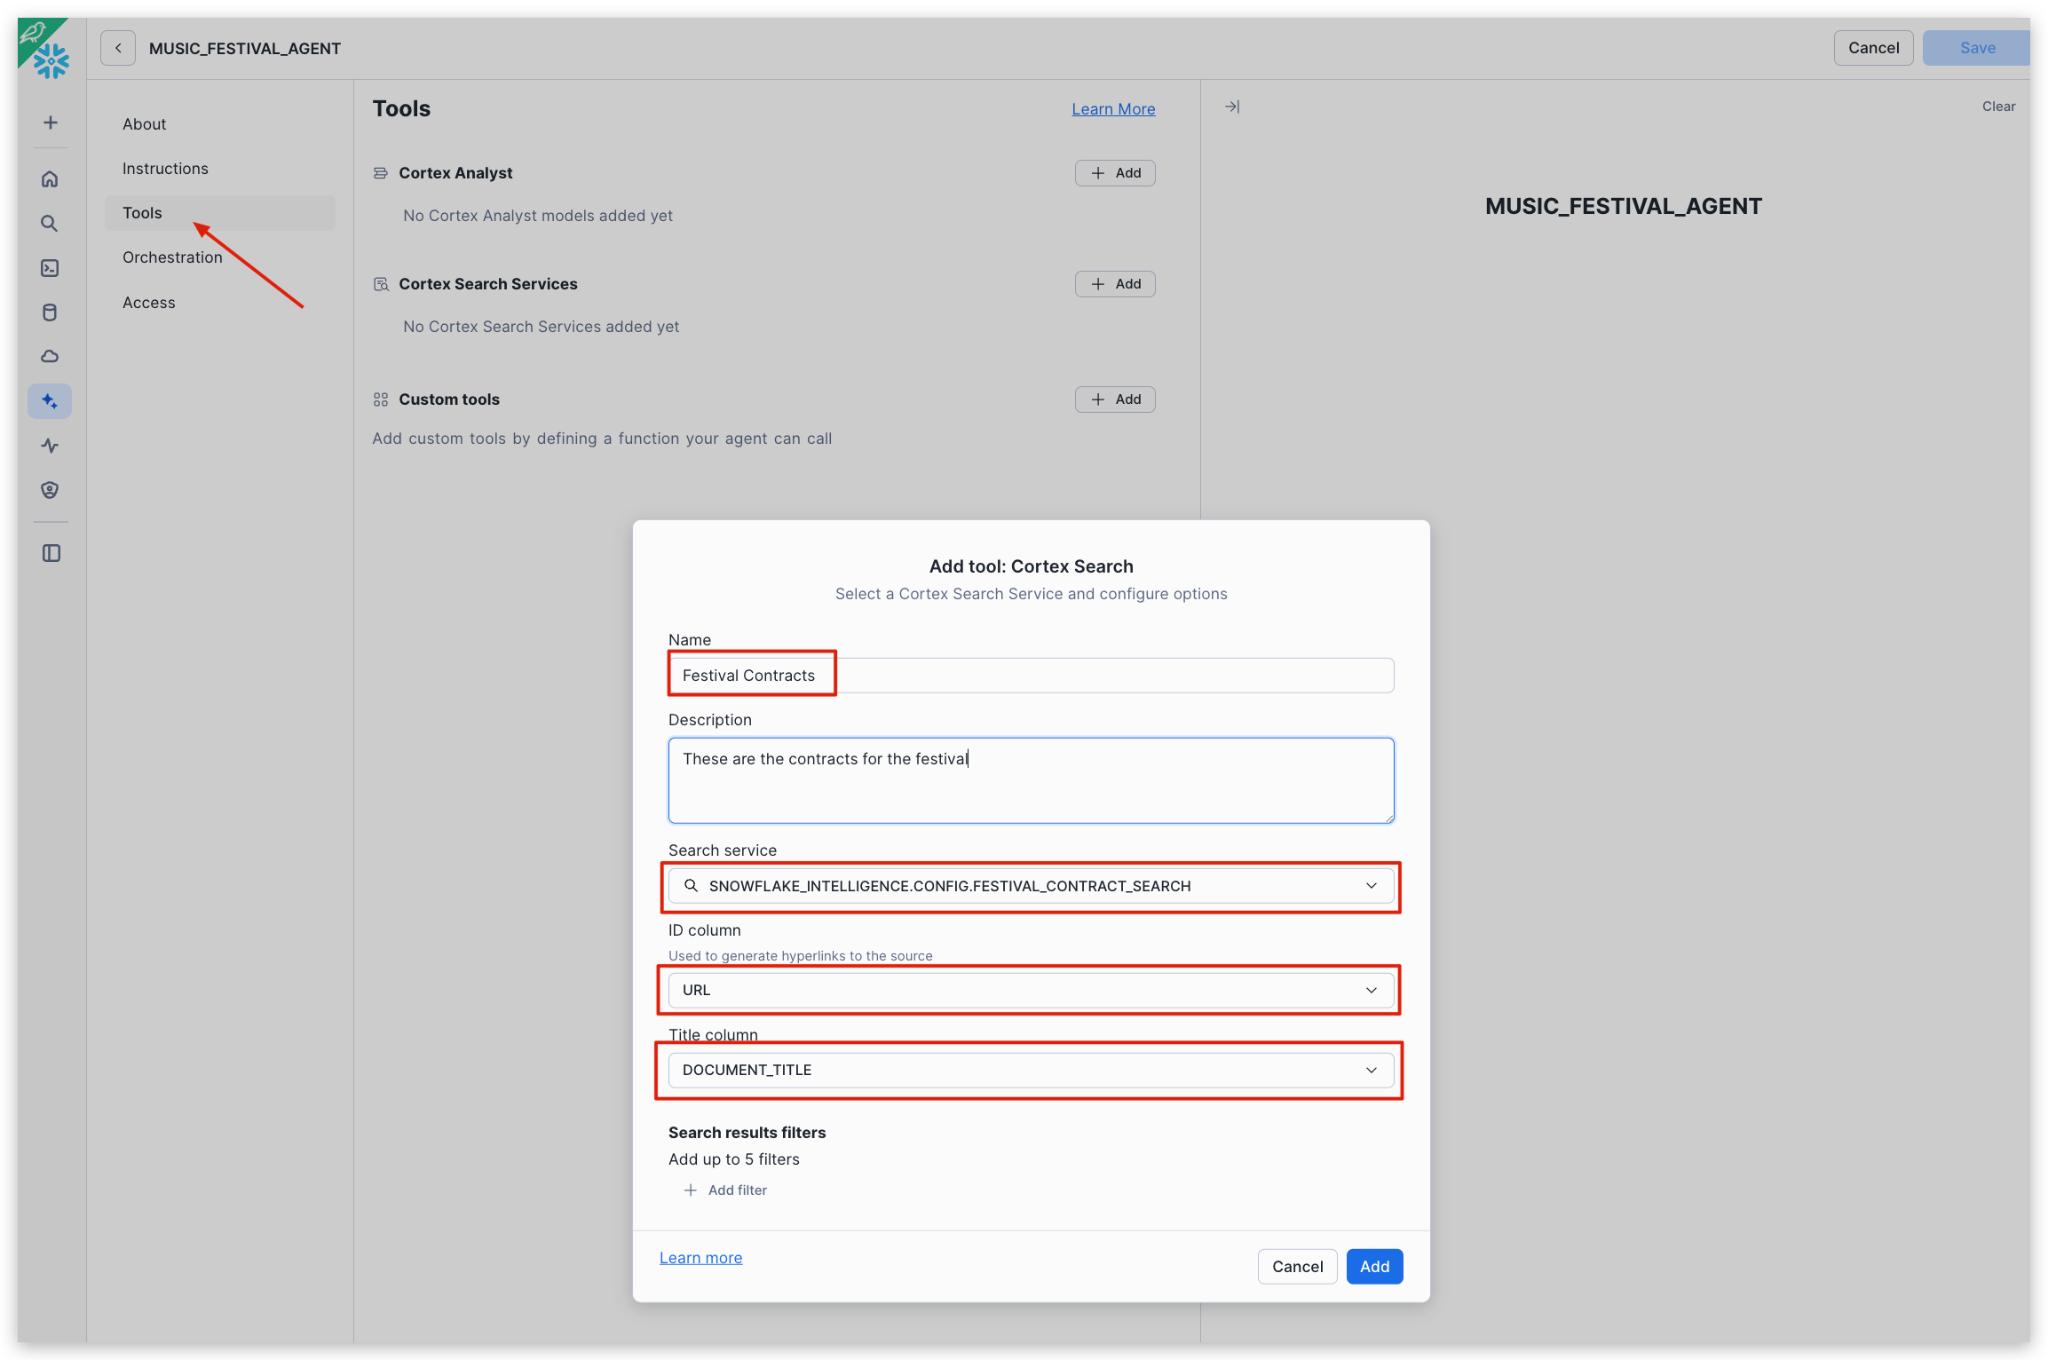 MUSIC_FESTIVAL_AGENT
Cancel
Save
About
Instructions
Tools
Orchestration
Access
Tools
Learn More
Cortex Analyst
Add
No Cortex Analyst models added yet
Cortex Search Services
Add
No Cortex Search Services added yet
Custom tools
Add
Add custom tools by defining a function your agent can call
Clear
MUSIC_FESTIVAL_AGENT
Add tool: Cortex Search
Select a Cortex Search Service and configure options
Name
Festival Contracts
Description
These are the contracts for the festival
Search service
SNOWFLAKE_INTELLIGENCE.CONFIG.FESTIVAL_CONTRACT_SEARCH
ID column
Used to generate hyperlinks to the source
URL
Title column
DOCUMENT_TITLE
Search results filters
Add up to 5 filters
Add filter
Learn more
Cancel
Add